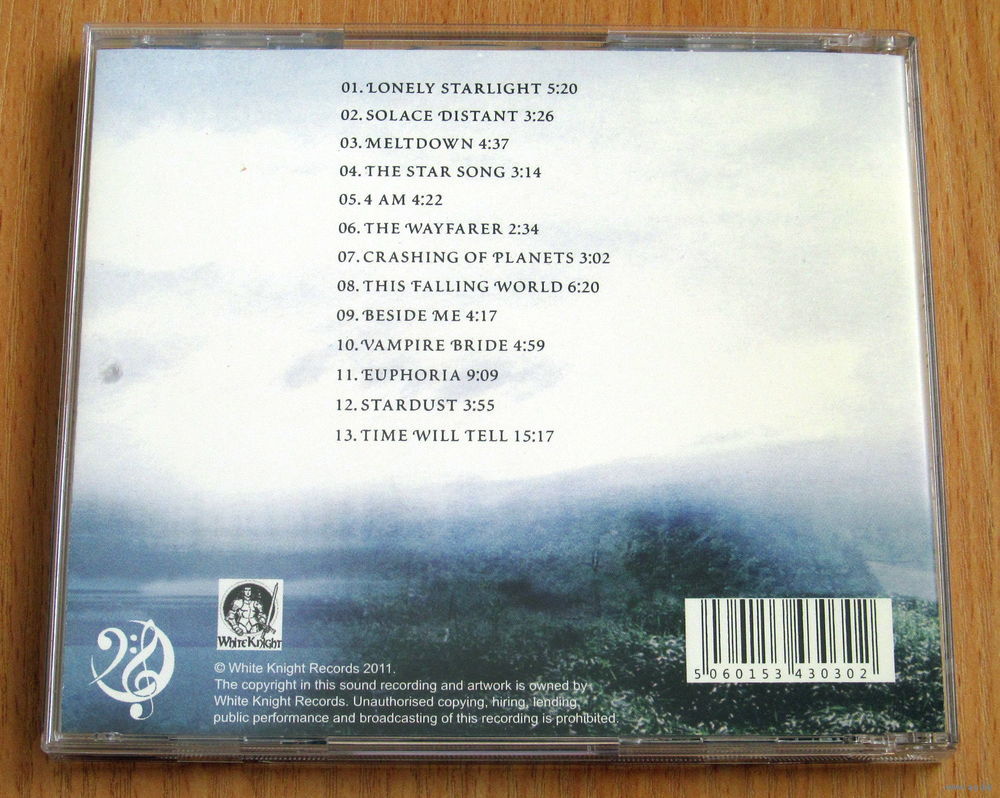 01. LONELY STARLIGHT 5:20
02. SOLACE DISTANT 3:26
03. MELTDOWN 4:37
04. THE STAR SONG 3:14
05. 4 AM 4:22
06. THE WAYFARER 2:34
07. CRASHING OF PLANETS 3:02
08. THIS FALLING WORLD 6:20
09. BESIDE ME 4:17
10. VAMPIRE BRIDE 4:59
11. EUPHORIA 9:09
12. STARDUST 3:55
13. TIME WILL TELL 15:17
WhiteKnight
© White Knight Records 2011.
The copyright in this sound recording and artwork is owned by
White Knight Records. Unauthorised copying, hiring, lending,
public performance and broadcasting of this recording is prohibited.
5 060153 430302